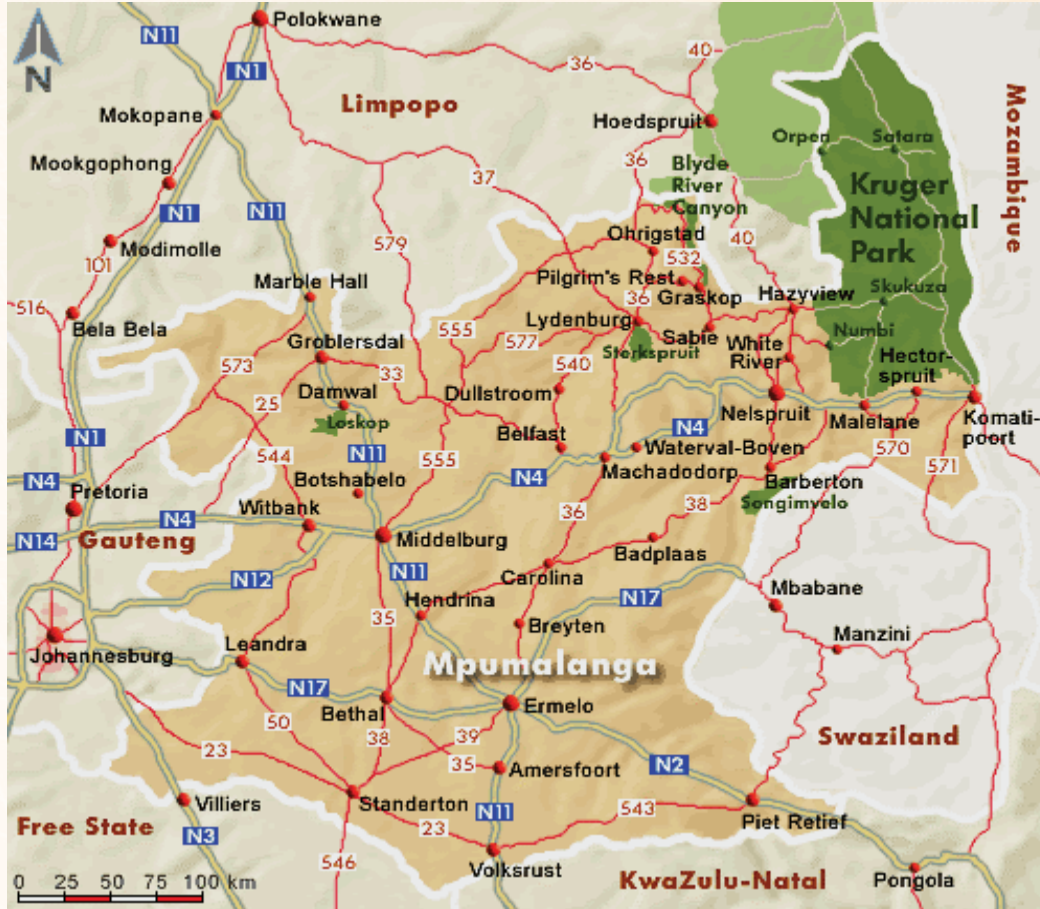 N11
Polokwane
N
N1
36
40
Limpopo
Mokopane
Hoedspruit
Mozambique
Orpen
Satara
Mookgophong
36
Blyde
River
Canyon
37
N1
N11
Kruger
National
Park
Modimolle
579
Ohrigstad
40
101
532
Marble Hall
Pilgrim's Rest
Skukuza
516
Graskop
Hazyview
36
Bela Bela
555
Lydenburg
Sabie
Numbi
Groblersdal
577
White
River
Sterkspruit
573
540
Hector-
spruit
33
Damwal
Dullstroom
25
Nelspruit
Malelane
Komati-
poort
Loskop
N1
N4
Belfast
Waterval-Boven
544
N11
555
570
571
N4
Botshabelo
N4
Machadodorp
Barberton
Pretoria
Witbank
38
Songimvelo
N4
36
N14
Gauteng
Middelburg
Badplaas
N11
Carolina
N12
Hendrina
N17
Mbabane
35
Breyten
Leandra
Manzini
Johannesburg
Mpumalanga
N17
Bethal
Ermelo
50
38
39
Swaziland
23
35
Amersfoort
N2
Villiers
Standerton
N11
543
Free State
23
Piet Retief
N3
546
Volksrust
KwaZulu-Natal
Pongola
0 25 50 75 100 km